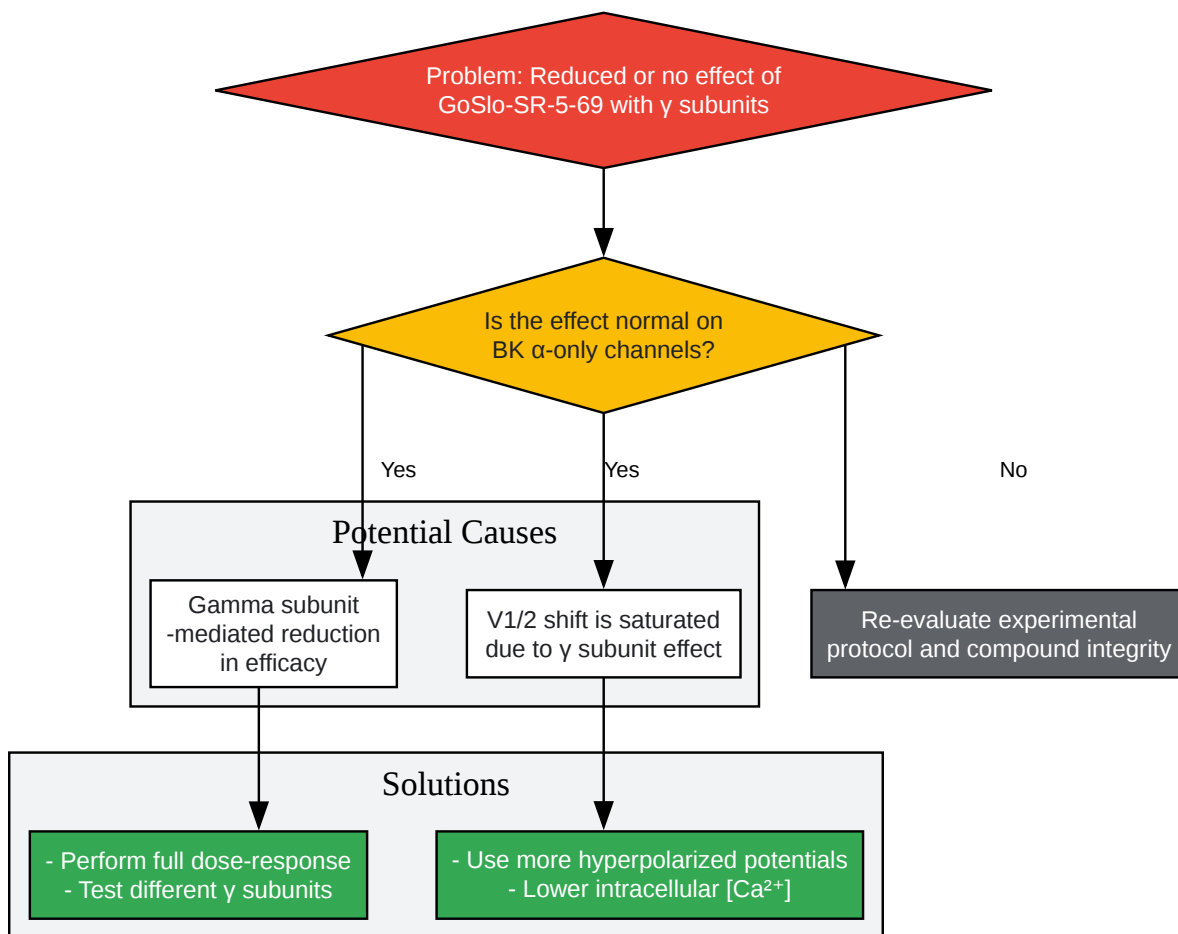 Problem: Reduced or no effect of
GoSlo-SR-5-69 with γ subunits
Is the effect normal on
BK α-only channels?
Yes
Yes
No
Potential Causes
Gamma subunit
-mediated reduction
in efficacy
V1/2 shift is saturated
due to γ subunit effect
Re-evaluate experimental
protocol and compound integrity
Solutions
- Perform full dose-response
- Test different γ subunits
- Use more hyperpolarized potentials
- Lower intracellular [Ca²⁺]